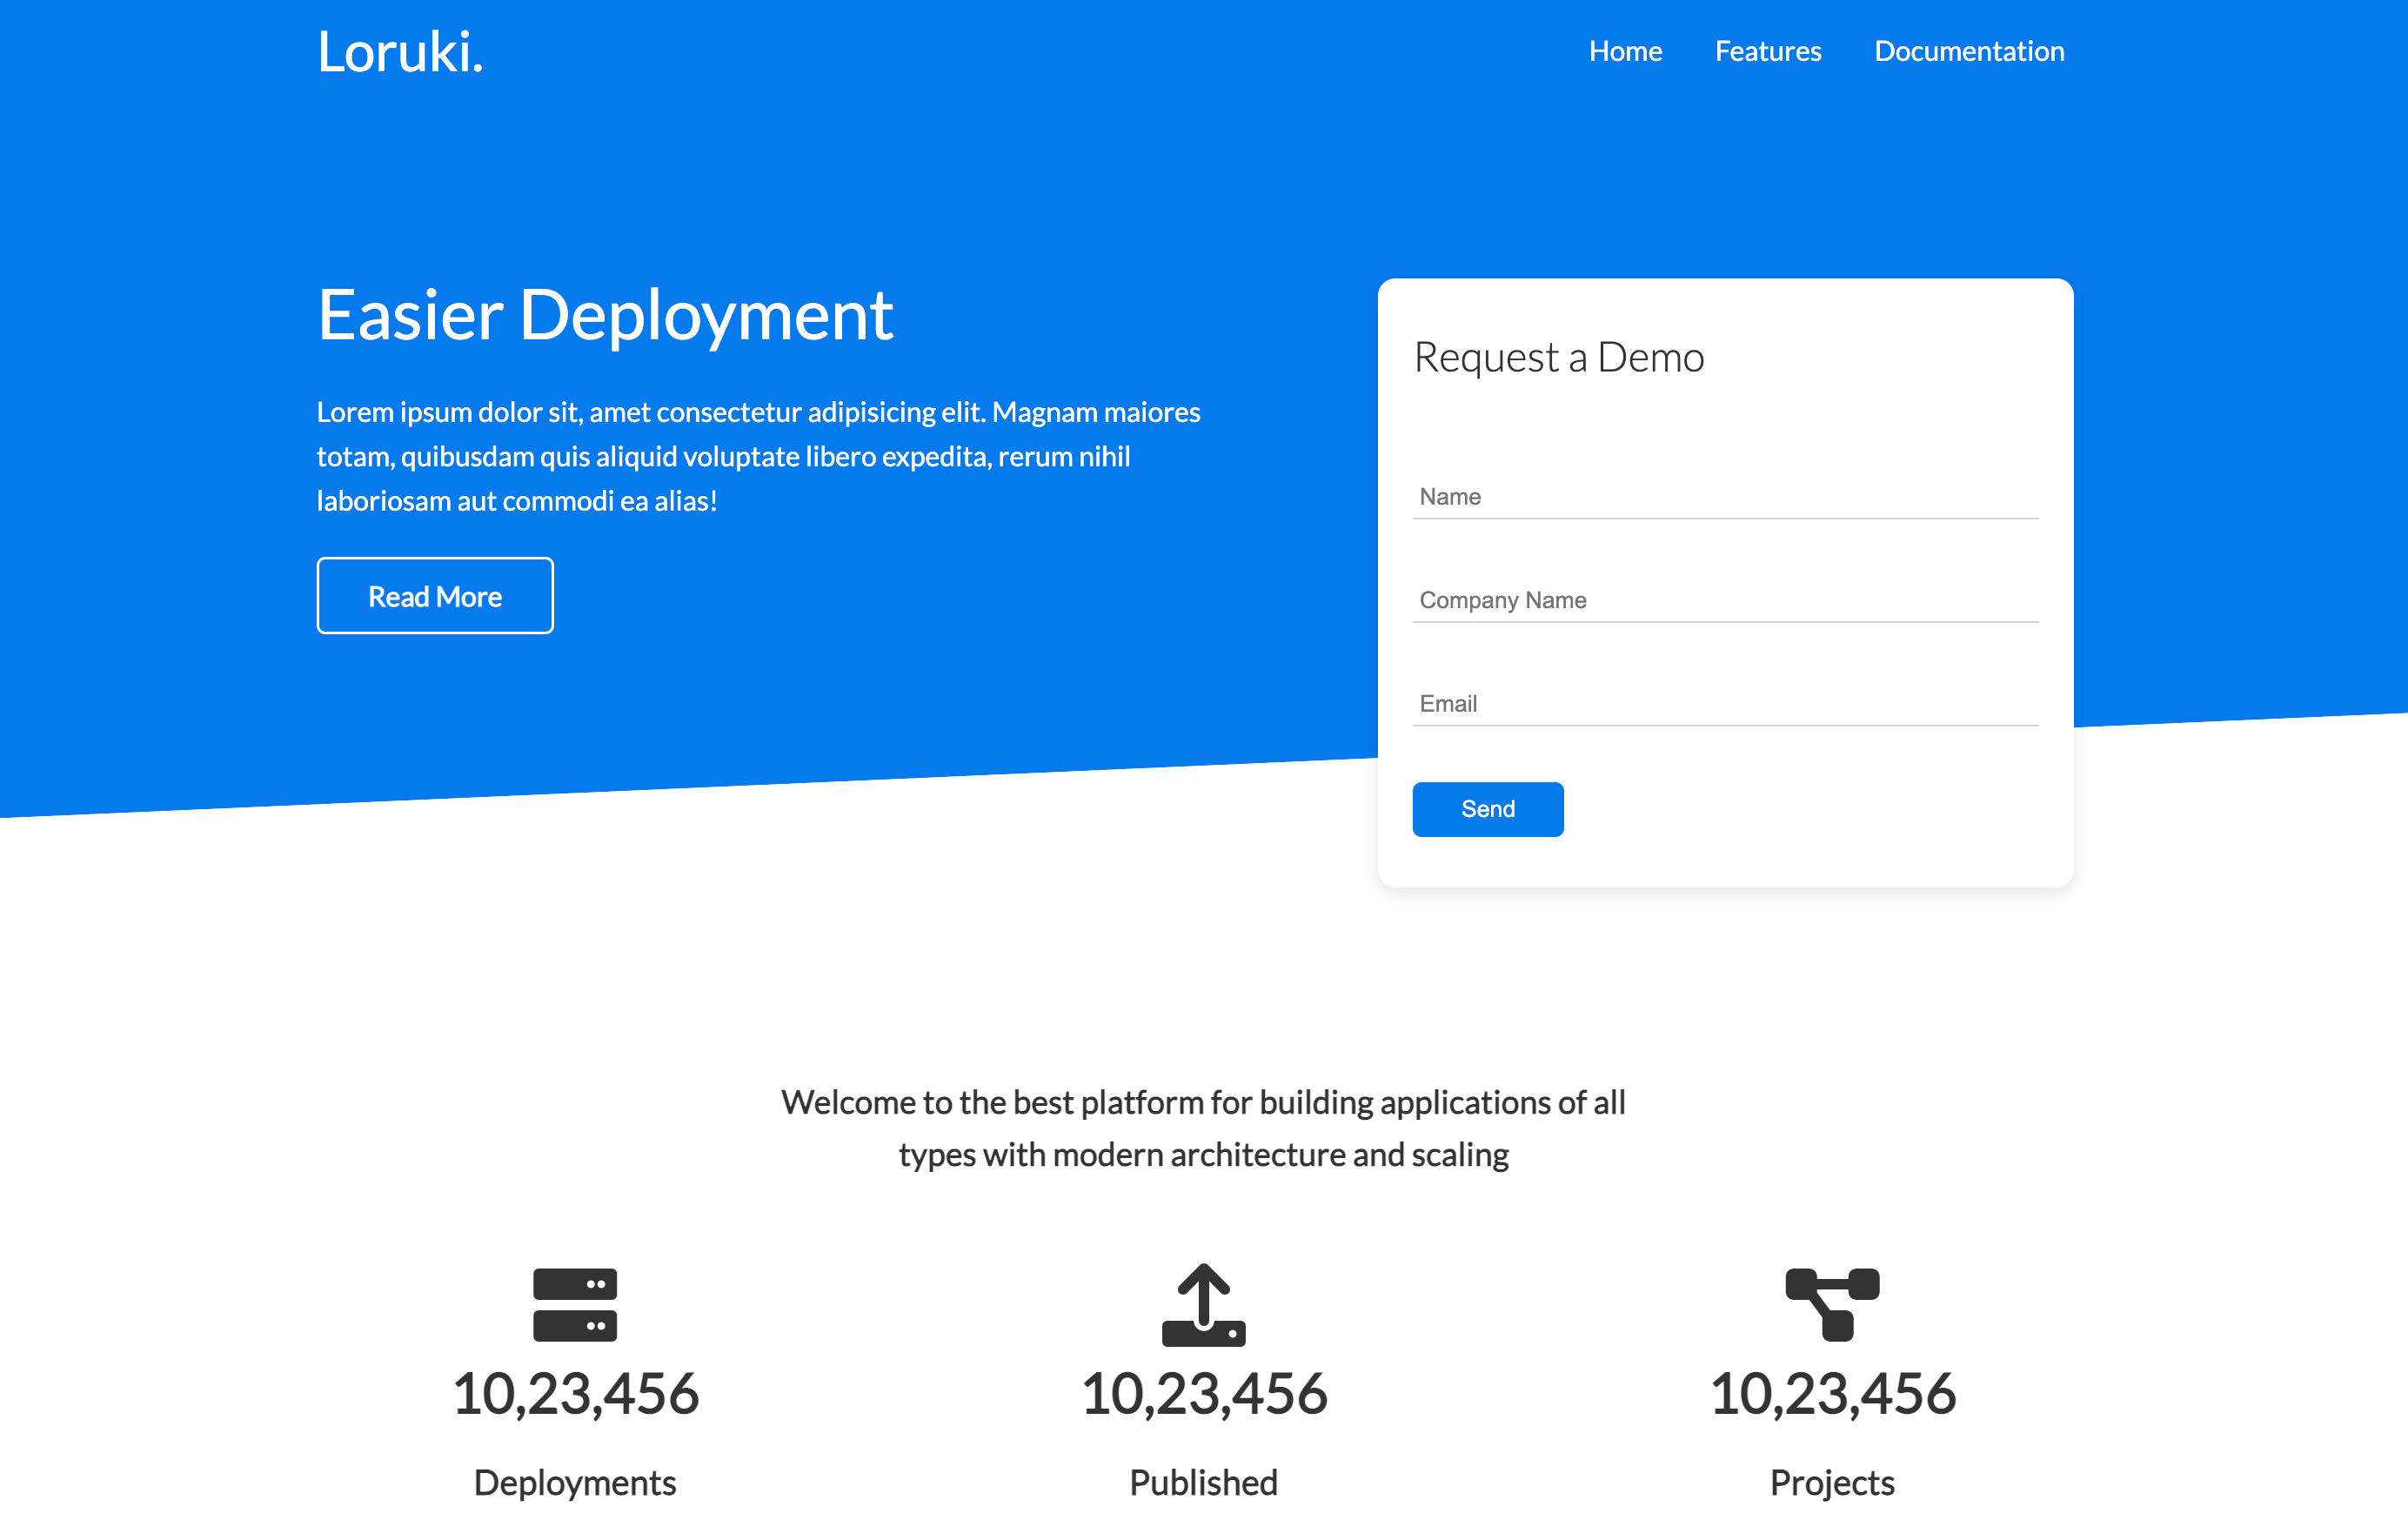 Loruki.
Home Features Documentation
Easier Deployment
Lorem ipsum dolor sit, amet consectetur adipisicing elit. Magnam maiores
totam, quibusdam quis aliquid voluptate libero expedita, rerum nihil
laboriosam aut commodi ea alias!
Read More
Request a Demo
Name
Company Name
Email
Send
Welcome to the best platform for building applications of all
types with modern architecture and scaling
10,23,456
Deployments
10,23,456
Published
10,23,456
Projects